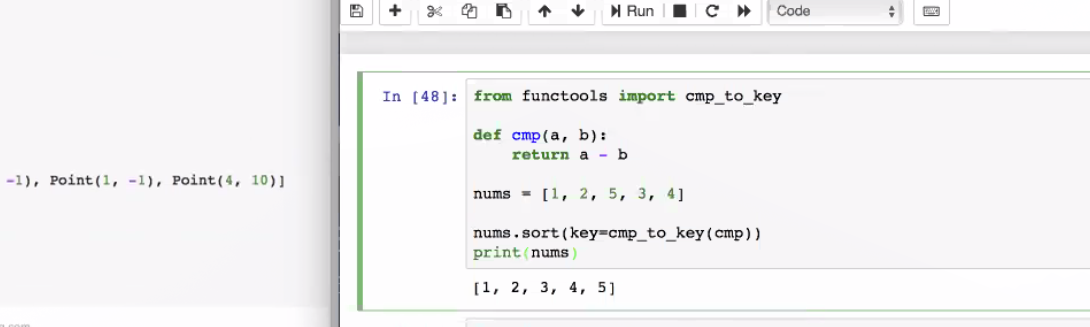 Run
Code
-1), Point(1, -1), Point(4, 10)]
In [48]:
from functools import cmp_to_key
def cmp(a, b):
    return a - b
nums = [1, 2, 5, 3, 4]
nums.sort(key=cmp_to_key(cmp))
print(nums)
[1, 2, 3, 4, 5]